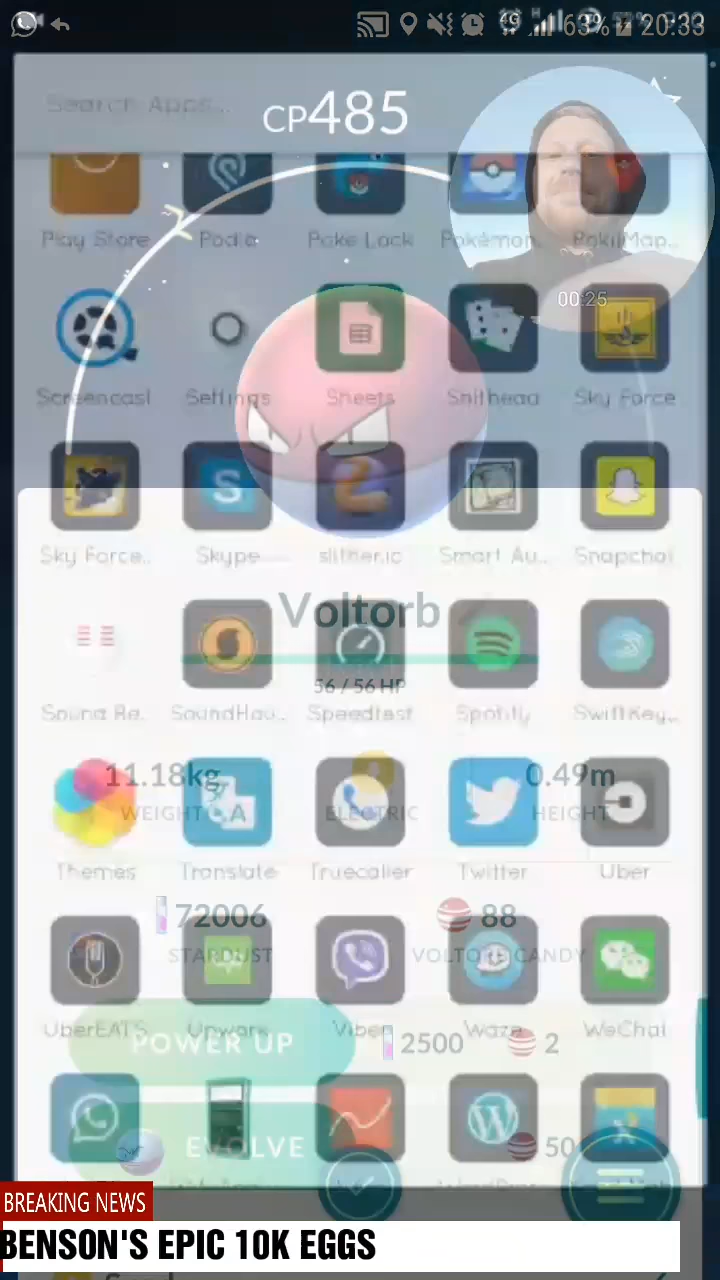 4G H 63% 20:33
Search Apps...
CP485
Play Store Podle Poke Lock Pokémon.
00:25
Screencast Settings Sheets Shithead Sky Force
Sky Force.. Skype slither.io Smart Au.. Snapchat
Voltorb
56 HP
Sound Re.. SoundHou.. Speedtest Spotify SwiftKey..
11.18kg 0.49m
WEIGHT ELECTRIC HEIGHT
Themes Translate Truecaller Twitter Uber
72006 88
STARDUST VOLTORB CANDY
UberEATS Upwork Viber Waze WeChat
POWER UP 2500 2
EVOLVE 50
BREAKING NEWS
BENSON'S EPIC 10K EGGS